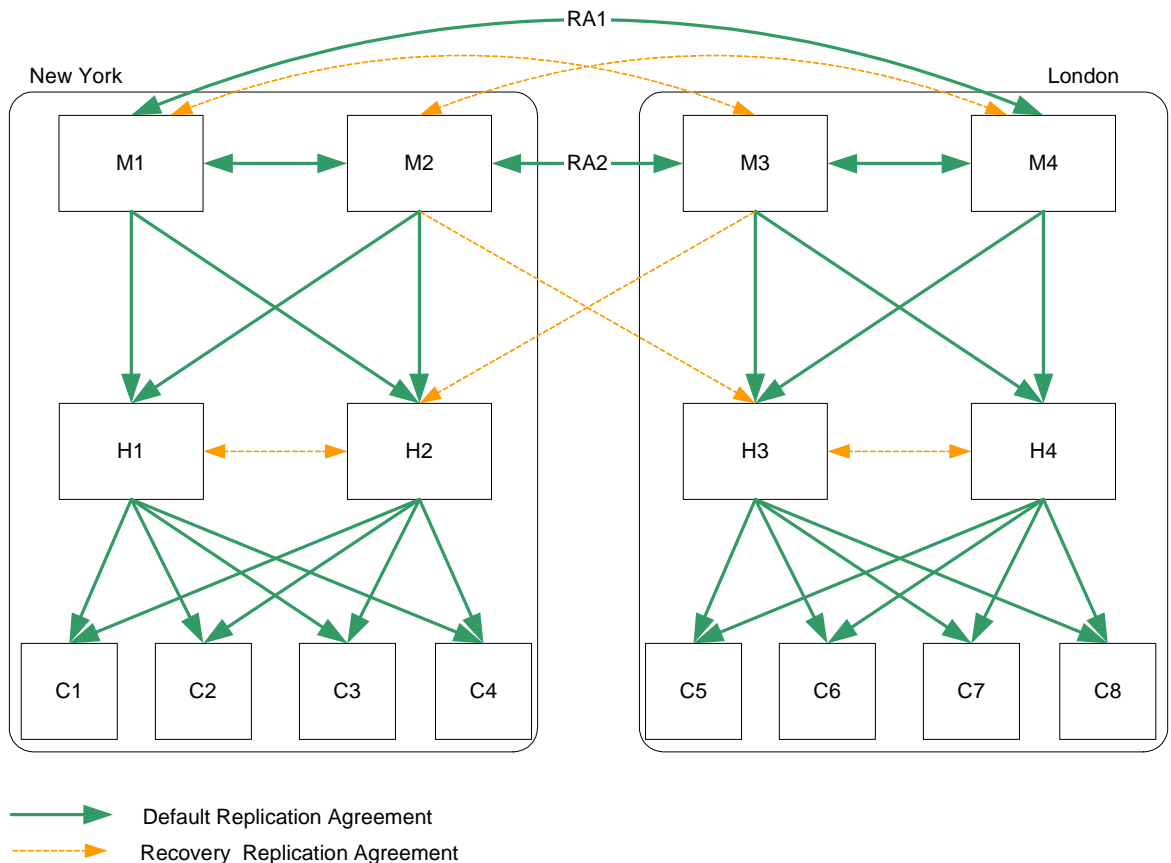 RA1
New York
London
M1
M2
RA2
M3
M4
H1
H2
H3
H4
C1
C2
C3
C4
C5
C6
C7
C8
Default Replication Agreement
Recovery Replication Agreement